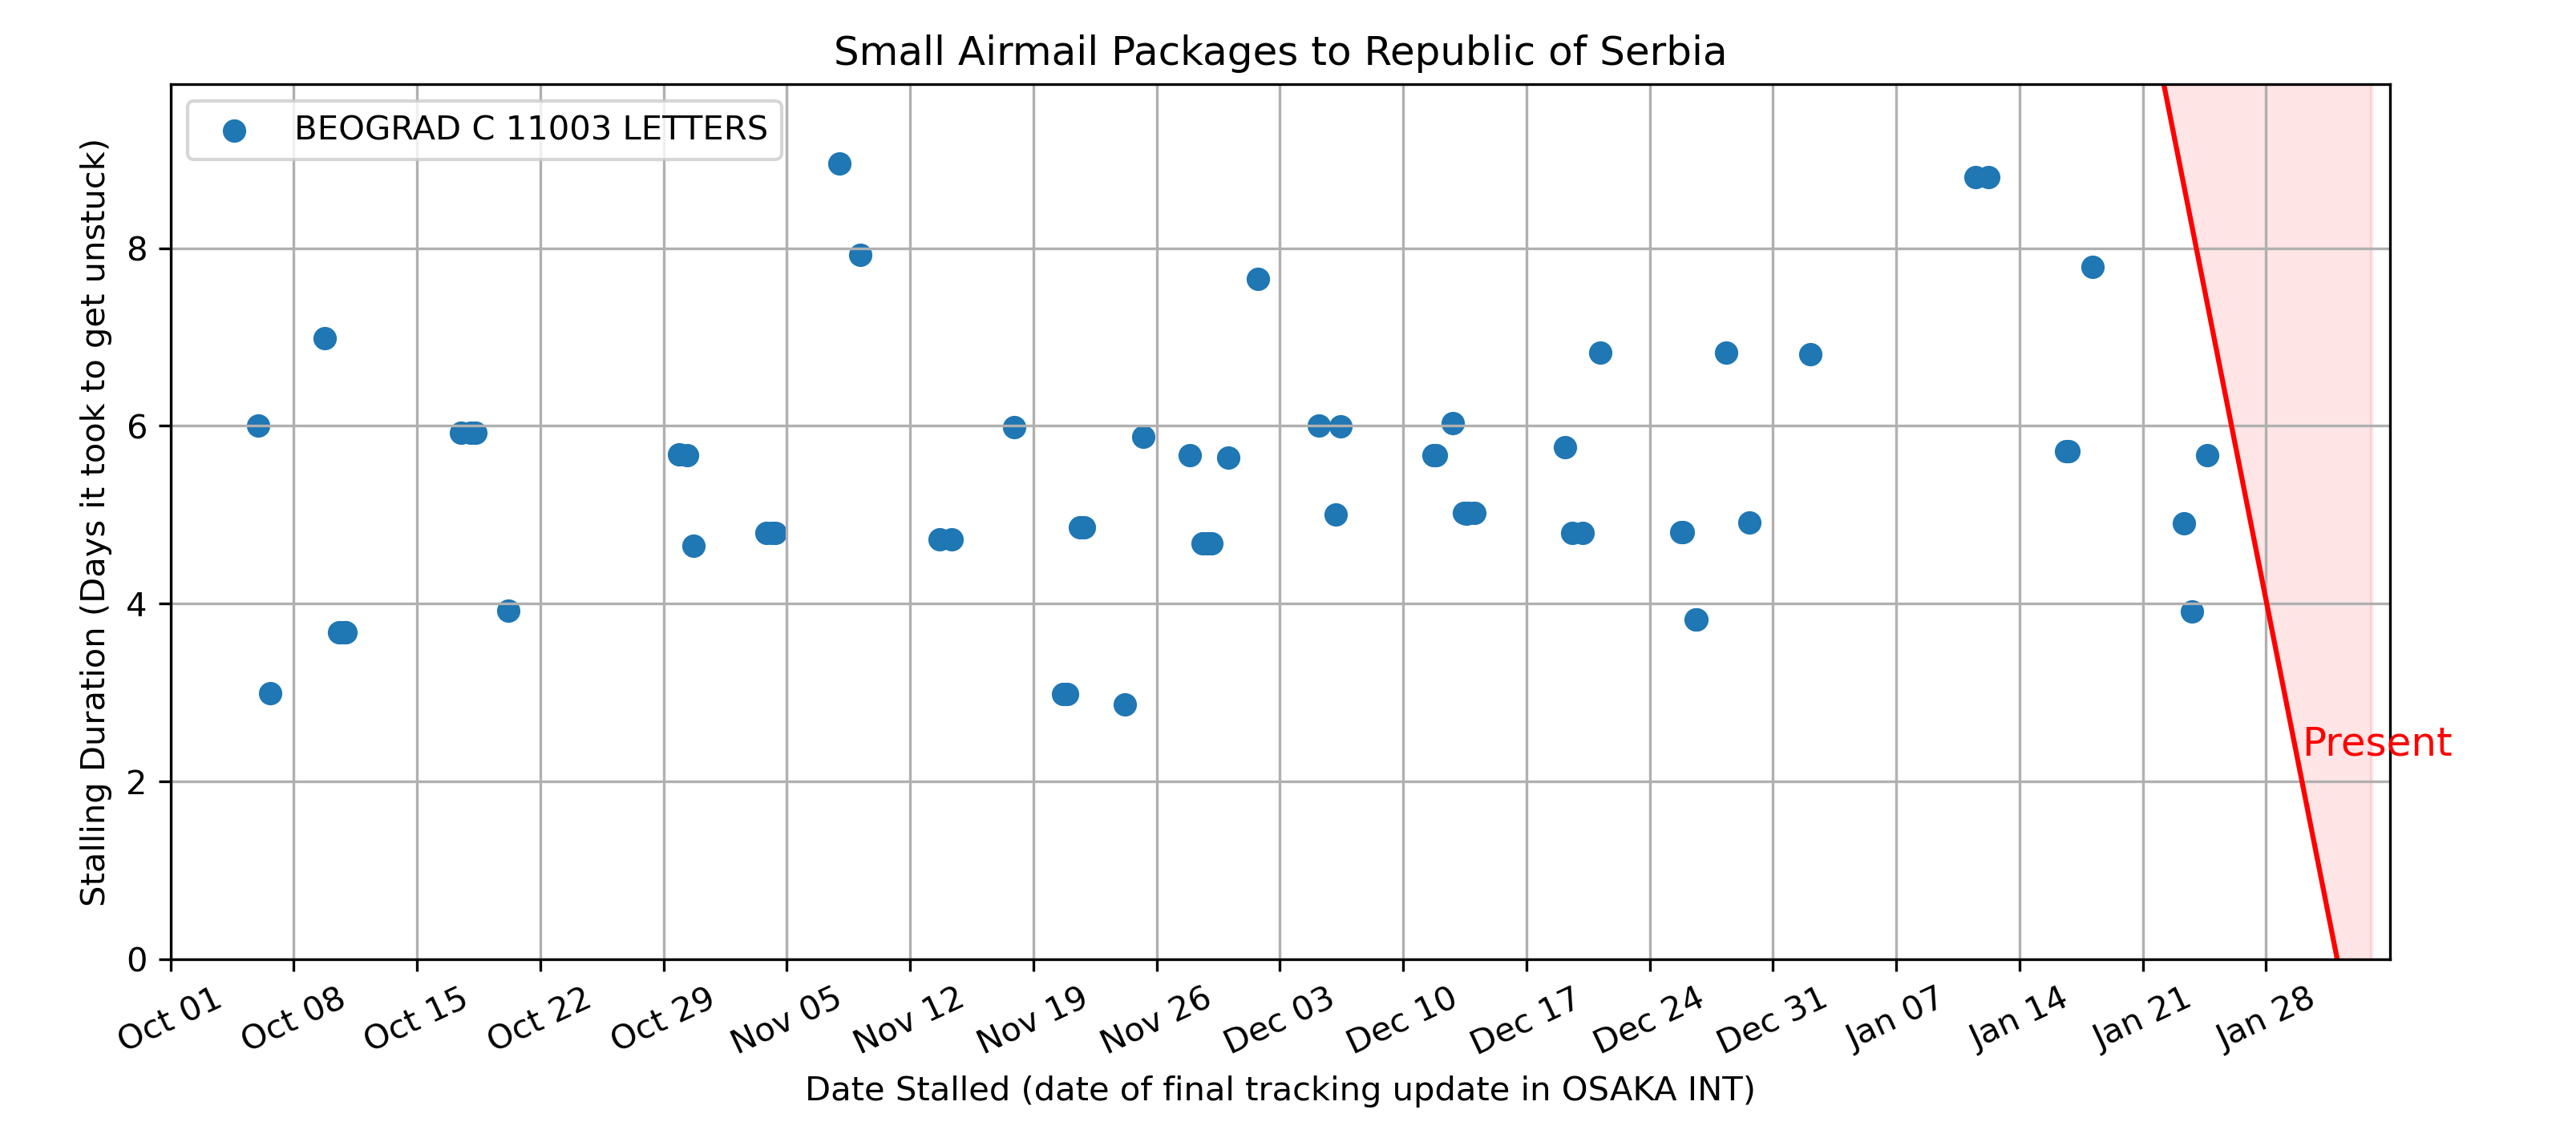 Small Airmail Packages to Republic of Serbia
BEOGRAD C 11003 LETTERS
Stalling Duration (Days it took to get unstuck)
8
6
4
2
0
Present
Oct 01 Oct 08 Oct 15 Oct 22 Oct 29 Nov 05 Nov 12 Nov 19 Nov 26 Dec 03 Dec 10 Dec 17 Dec 24 Dec 31 Jan 07 Jan 14 Jan 21 Jan 28
Date Stalled (date of final tracking update in OSAKA INT)